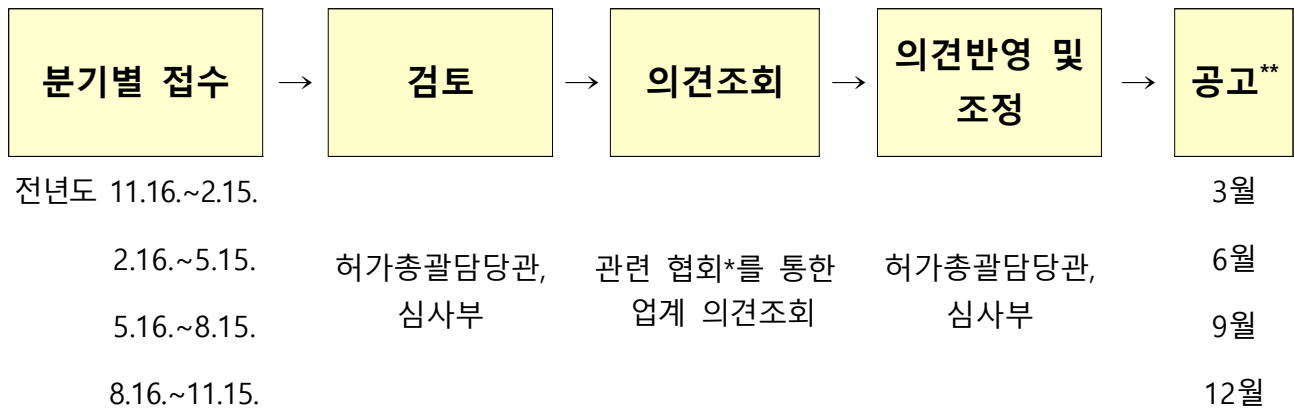 분기별 접수 → 검토 → 의견조회 → 의견반영 및 조정 → 공고**
전년도 11.16.~2.15.
2.16.~5.15.
5.16.~8.15.
8.16.~11.15.
허가총괄담당관,
심사부
관련 협회*를 통한
업계 의견조회
허가총괄담당관,
심사부
3월
6월
9월
12월